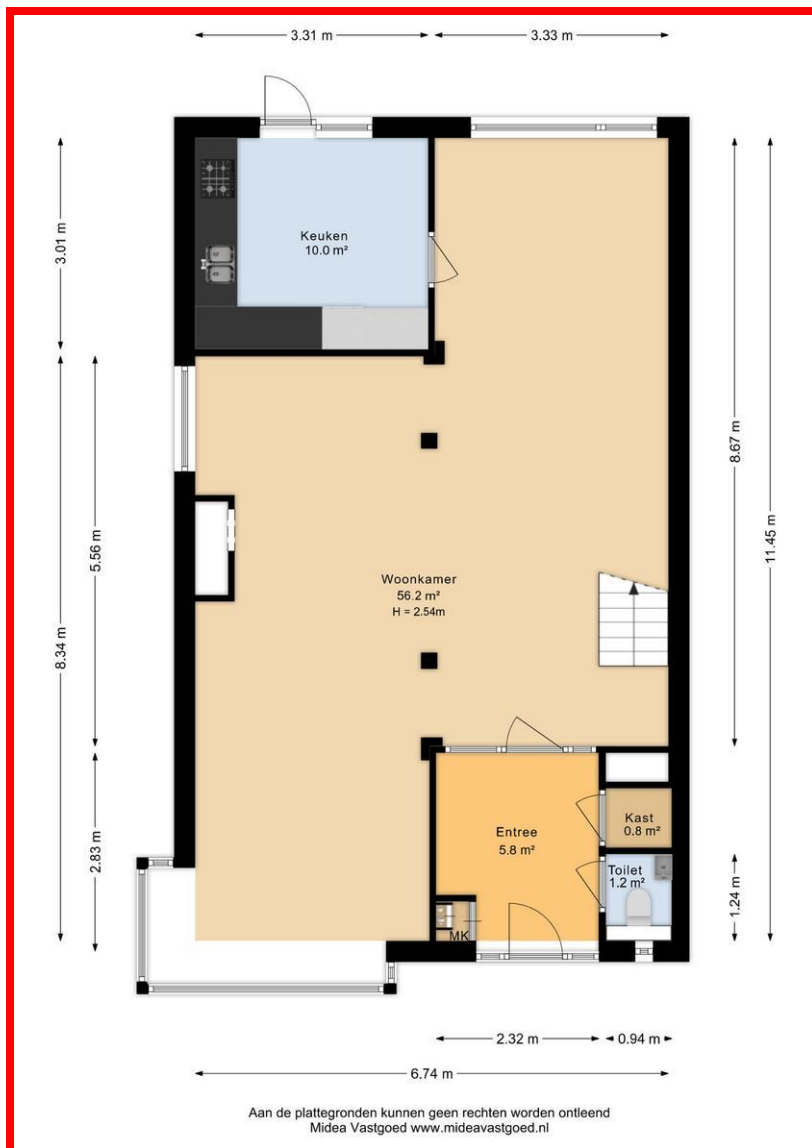 3.31 m
3.33 m
3.01 m
Keuken
10.0 m²
8.67 m
11.45 m
5.56 m
8.34 m
Woonkamer
56.2 m²
H = 2.54m
2.83 m
Entree
5.8 m²
Kast
0.8 m²
Toilet
1.2 m²
1.24 m
MK
2.32 m
0.94 m
6.74 m
Aan de plattegronden kunnen geen rechten worden ontleend
Midea Vastgoed www.mideavastgoed.nl